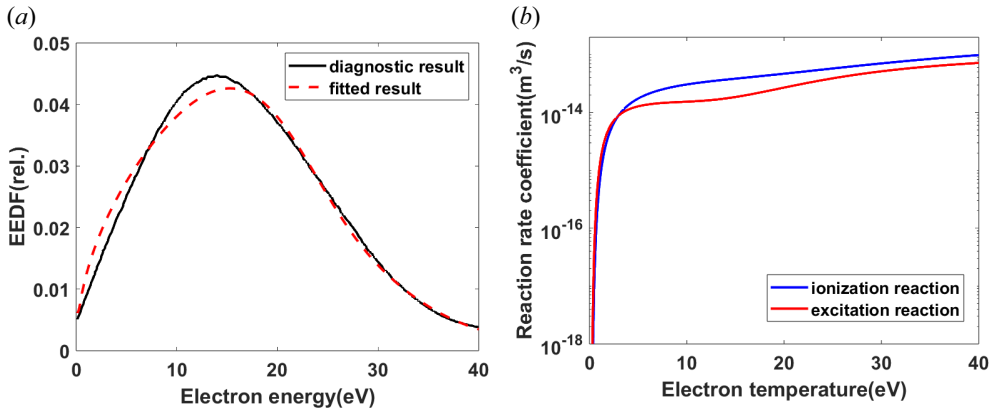 (a)
0.05
0.04
0.03
0.02
0.01
0
EEDF(rel.)
diagnostic result
fitted result
0 10 20 30 40
Electron energy(eV)
(b)
10⁻¹⁴
10⁻¹⁶
10⁻¹⁸
Reaction rate coefficient(m³/s)
ionization reaction
excitation reaction
0 10 20 30 40
Electron temperature(eV)